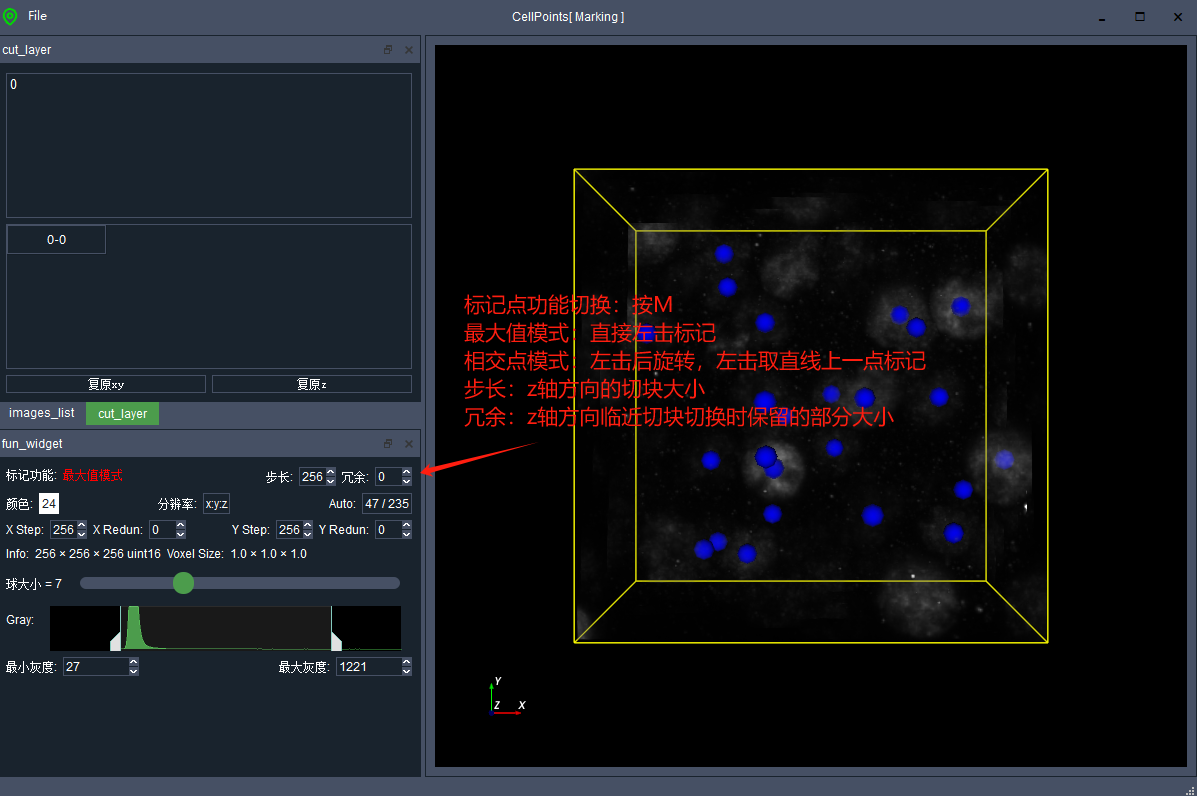 File
CellPoints[ Marking ]
cut_layer
0
0-0
复原xy
复原z
images_list
cut_layer
fun_widget
标记功能: 最大值模式
步长: 256 冗余: 0
颜色: 24
分辨率: x:y:z
Auto: 47 / 235
X Step: 256 X Redun: 0
Y Step: 256 Y Redun: 0
Info: 256 × 256 × 256 uint16 Voxel Size: 1.0 × 1.0 × 1.0
球大小 = 7
Gray:
最小灰度: 27
最大灰度: 1221
标记点功能切换：按M
最大值模式：直接左击标记
相交点模式：左击后旋转，左击取直线上一点标记
步长：z轴方向的切块大小
冗余：z轴方向临近切块切换时保留的部分大小
Y
Z X